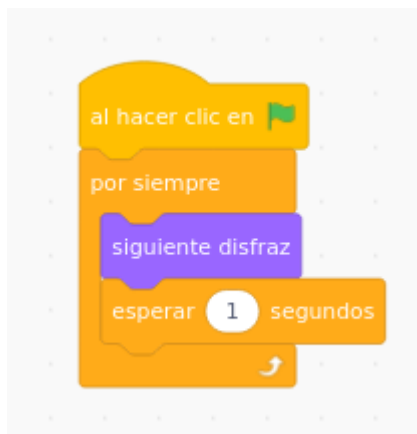 al hacer clic en
por siempre
siguiente disfraz
esperar 1 segundos